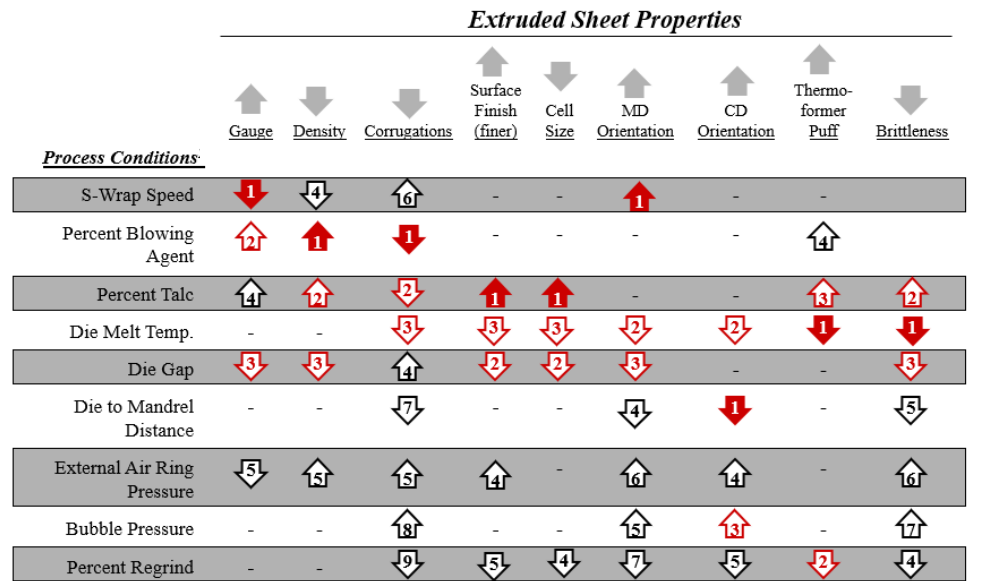 Extruded Sheet Properties
Surface Thermo-
Finish Cell MD CD former
Gauge Density Corrugations (finer) Size Orientation Orientation Puff Brittleness
Process Conditions:
S-Wrap Speed 1 4 6 - - 1 - -
Percent Blowing
Agent 2 1 1 - - - - 4
Percent Talc 4 2 2 1 1 - - 3 2
Die Melt Temp. - - 3 3 3 2 2 1 1
Die Gap 3 3 4 2 2 3 - - 3
Die to Mandrel
Distance - - 7 - - 4 1 - 5
External Air Ring
Pressure 5 5 5 4 - 6 4 - 6
Bubble Pressure - - 8 - - 5 3 - 7
Percent Regrind - - 9 5 4 7 5 2 4